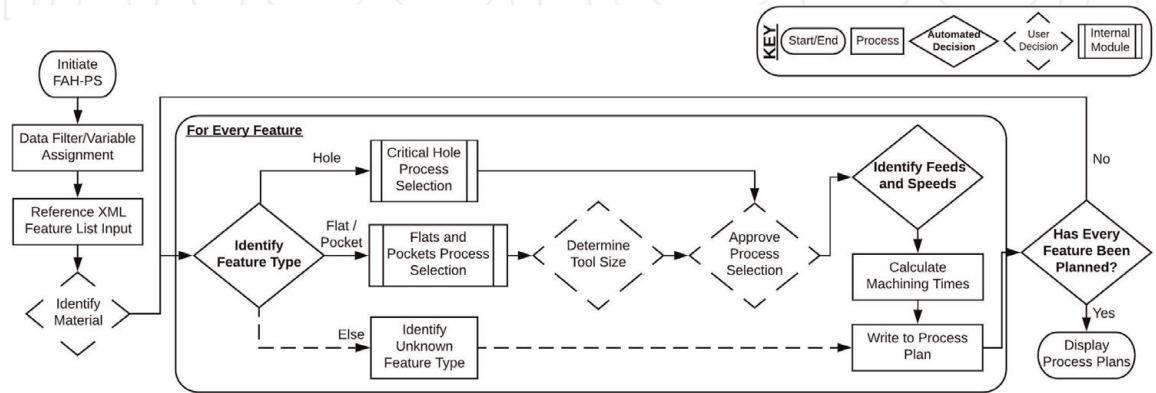 KEY
Start/End
Process
Automated
Decision
User
Decision
Internal
Module
Initiate
FAH-PS
Data Filter/Variable
Assignment
Reference XML
Feature List Input
Identify
Material
For Every Feature
Identify
Feature Type
Hole
Critical Hole
Process
Selection
Flat /
Pocket
Flats and
Pockets Process
Selection
Determine
Tool Size
Approve
Process
Selection
Else
Identify
Unknown
Feature Type
Identify Feeds
and Speeds
Calculate
Machining Times
Write to Process
Plan
Has Every
Feature Been
Planned?
No
Yes
Display
Process Plans